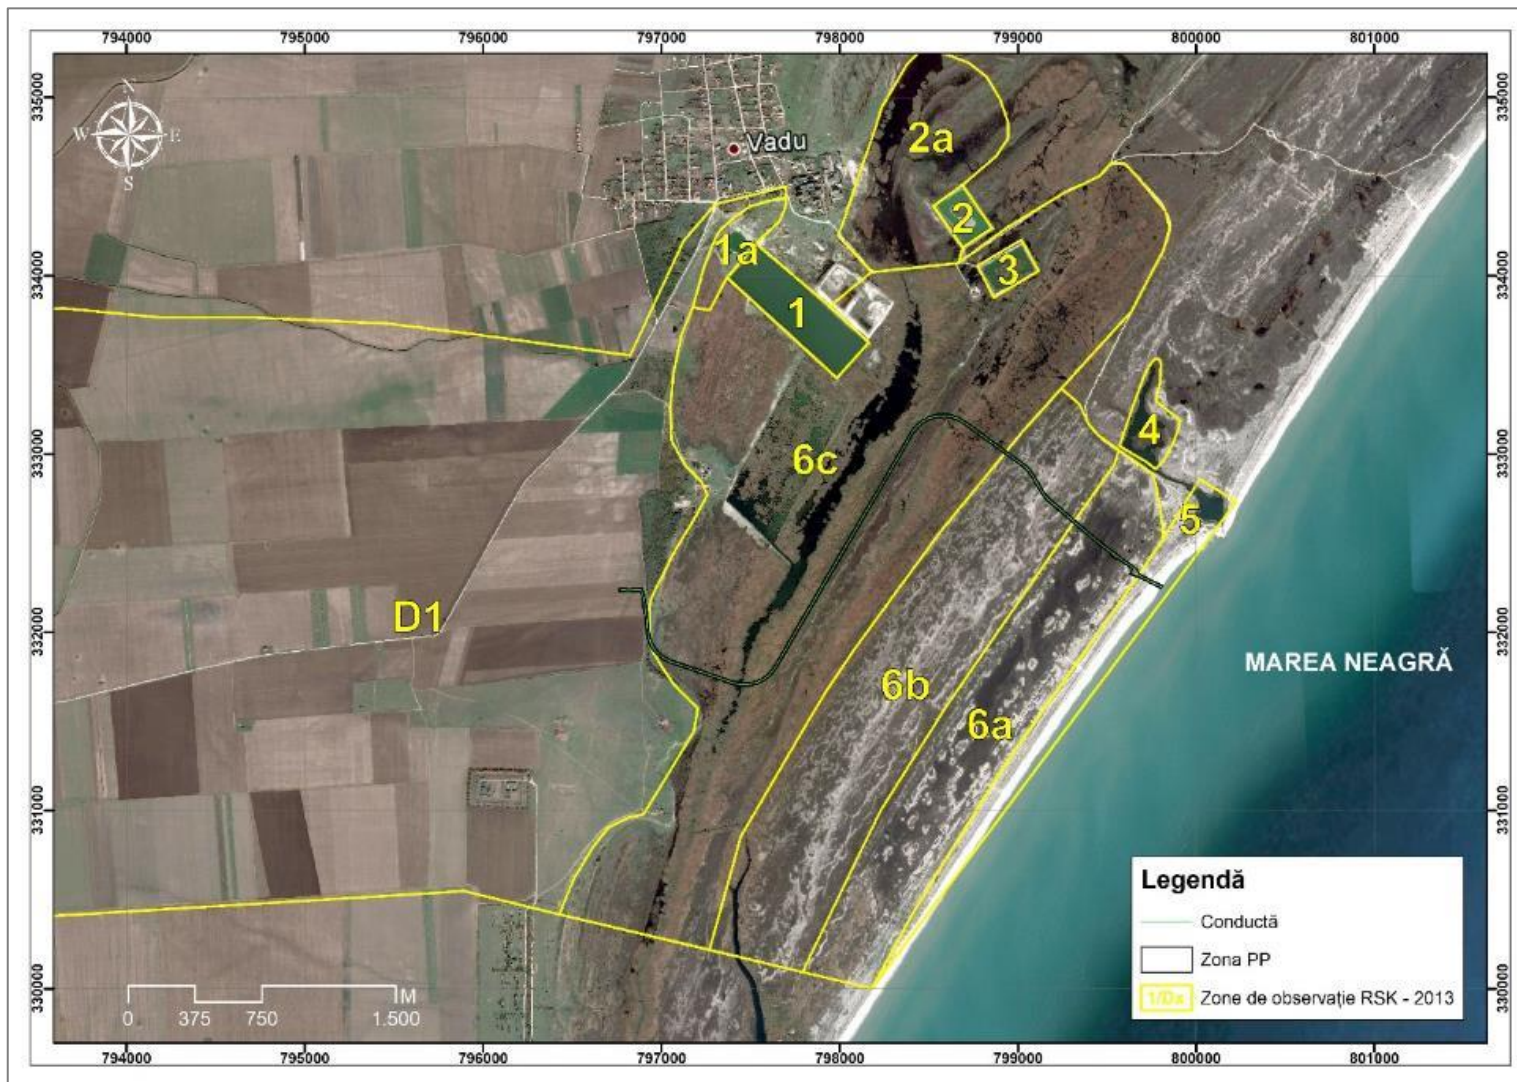 794000 795000 796000 797000 798000 799000 800000 801000
335000 335000
N
W E
S
Vadu
2a
2
1a
3
334000 334000
1
4
333000 333000
6c
5
D1
332000 332000
MAREA NEAGRĂ
6b
6a
331000 331000
Legendă
Conductă
Zona PP
1/Dx Zone de observație RSK - 2013
330000 330000
M
0 375 750 1.500
794000 795000 796000 797000 798000 799000 800000 801000